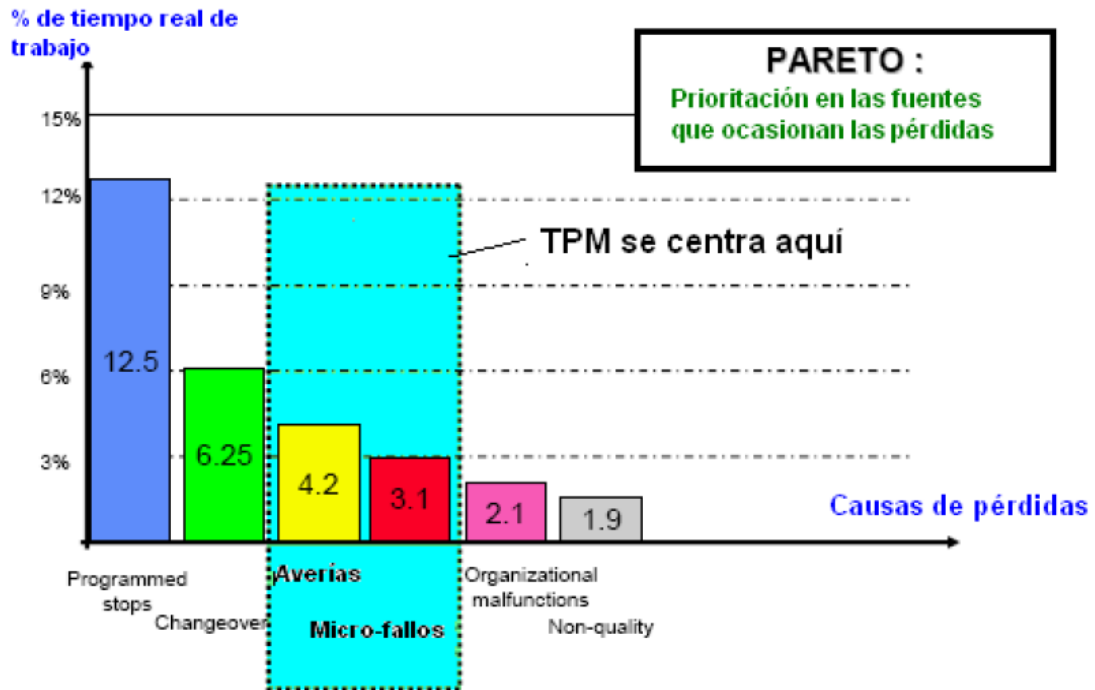 % de tiempo real de
trabajo
PARETO :
Prioritación en las fuentes
que ocasionan las pérdidas
15%
12%
TPM se centra aquí
9%
12.5
6%
6.25
4.2
3%
3.1
2.1
1.9
Causas de pérdidas
Programmed
stops
Changeover
Averías
Micro-fallos
Organizational
malfunctions
Non-quality